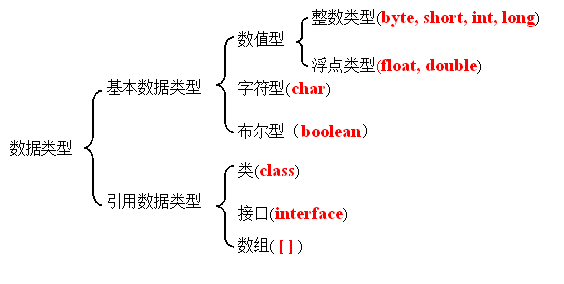 整数类型(byte, short, int, long)
数值型
浮点类型(float, double)
基本数据类型
字符型(char)
布尔型（boolean）
数据类型
类(class)
引用数据类型
接口(interface)
数组( [ ] )